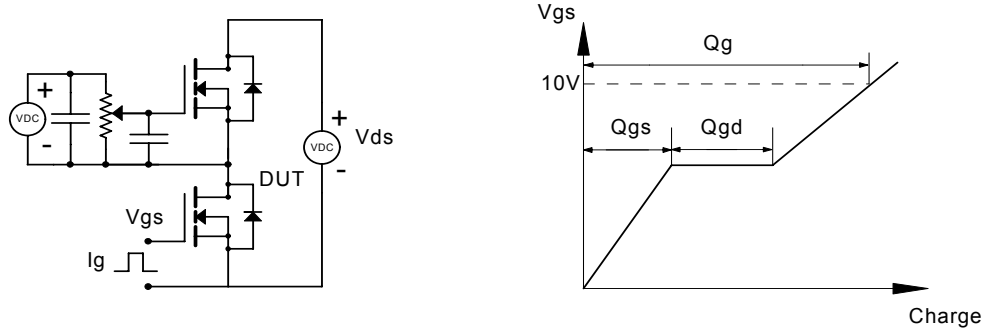 +
VDC
-
+
VDC
-
Vds
DUT
Vgs
Ig
Vgs
Qg
10V
Qgs
Qgd
Charge